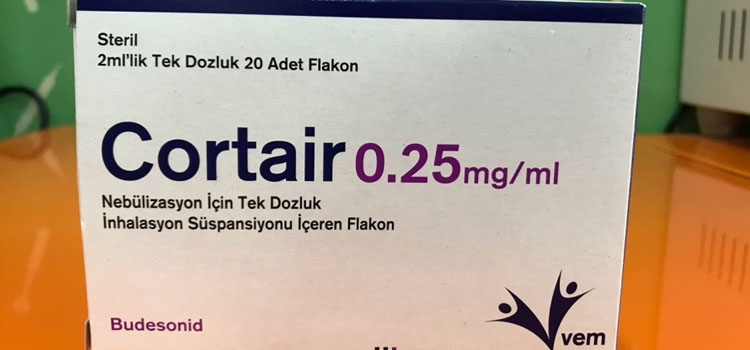 Steril
2ml'lik Tek Dozluk 20 Adet Flakon
Cortair 0.25mg/ml
Nebülizasyon İçin Tek Dozluk
İnhalasyon Süspansiyonu İçeren Flakon
Budesonid
vem